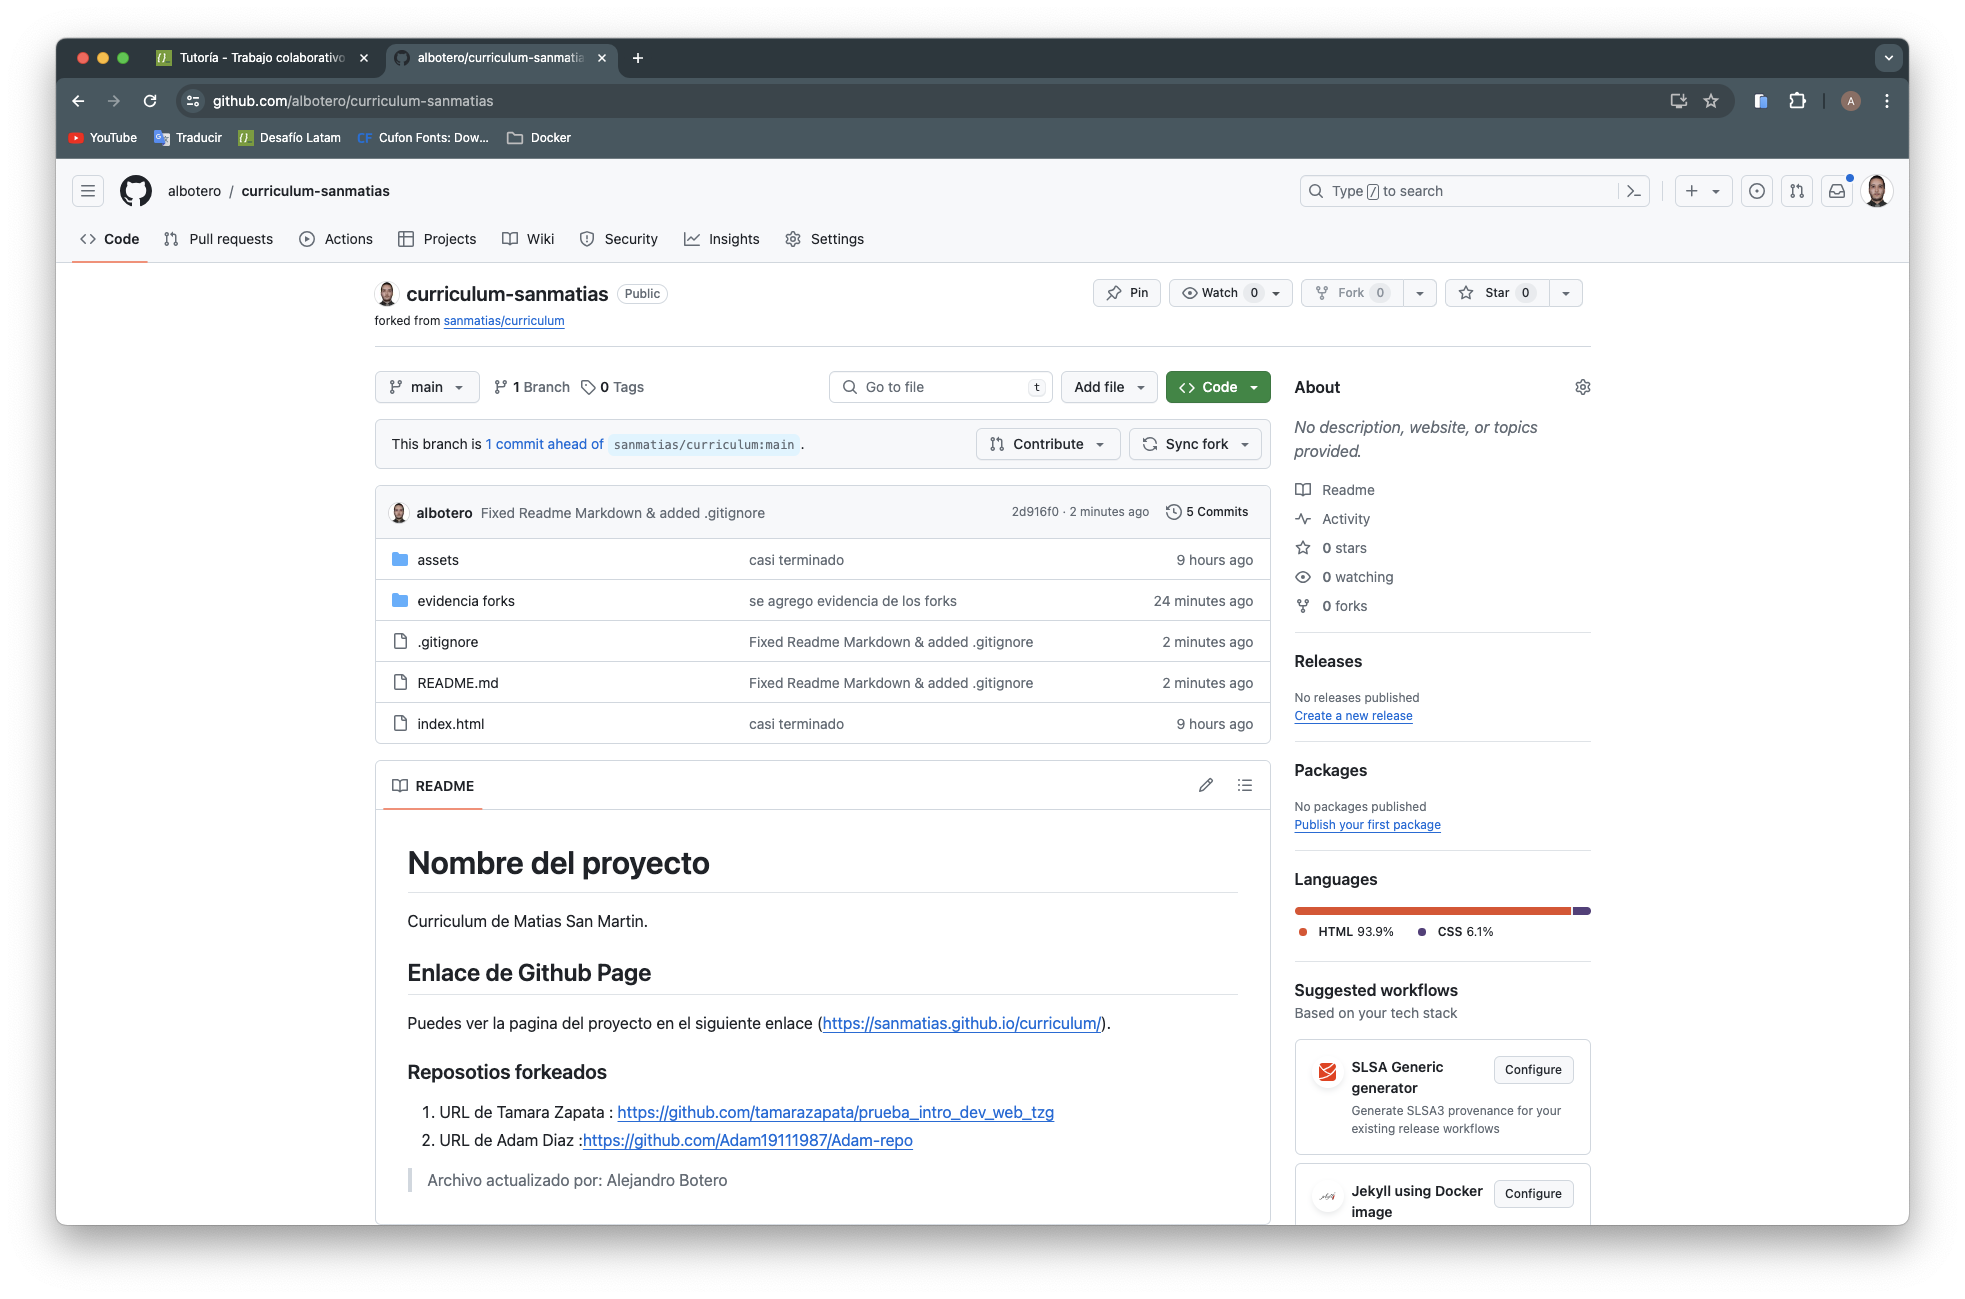 Tutoría - Trabajo colaborativo
albotero/curriculum-sanmatia
github.com/albotero/curriculum-sanmatias
A
YouTube
Traducir
Desafío Latam
CF Cufon Fonts: Dow...
Docker
albotero / curriculum-sanmatias
Type / to search
Code
Pull requests
Actions
Projects
Wiki
Security
Insights
Settings
curriculum-sanmatias Public
forked from sanmatias/curriculum
Pin
Watch 0
Fork 0
Star 0
main
1 Branch
0 Tags
Go to file t
Add file
Code
This branch is 1 commit ahead of sanmatias/curriculum:main .
Contribute
Sync fork
albotero Fixed Readme Markdown & added .gitignore 2d916f0 · 2 minutes ago 5 Commits
assets casi terminado 9 hours ago
evidencia forks se agrego evidencia de los forks 24 minutes ago
.gitignore Fixed Readme Markdown & added .gitignore 2 minutes ago
README.md Fixed Readme Markdown & added .gitignore 2 minutes ago
index.html casi terminado 9 hours ago
README
Nombre del proyecto
Curriculum de Matias San Martin.
Enlace de Github Page
Puedes ver la pagina del proyecto en el siguiente enlace (https://sanmatias.github.io/curriculum/).
Reposotios forkeados
1. URL de Tamara Zapata : https://github.com/tamarazapata/prueba_intro_dev_web_tzg
2. URL de Adam Diaz :https://github.com/Adam19111987/Adam-repo
Archivo actualizado por: Alejandro Botero
About
No description, website, or topics
provided.
Readme
Activity
0 stars
0 watching
0 forks
Releases
No releases published
Create a new release
Packages
No packages published
Publish your first package
Languages
HTML 93.9%
CSS 6.1%
Suggested workflows
Based on your tech stack
SLSA Generic
generator
Configure
Generate SLSA3 provenance for your
existing release workflows
Jekyll using Docker
image
Configure